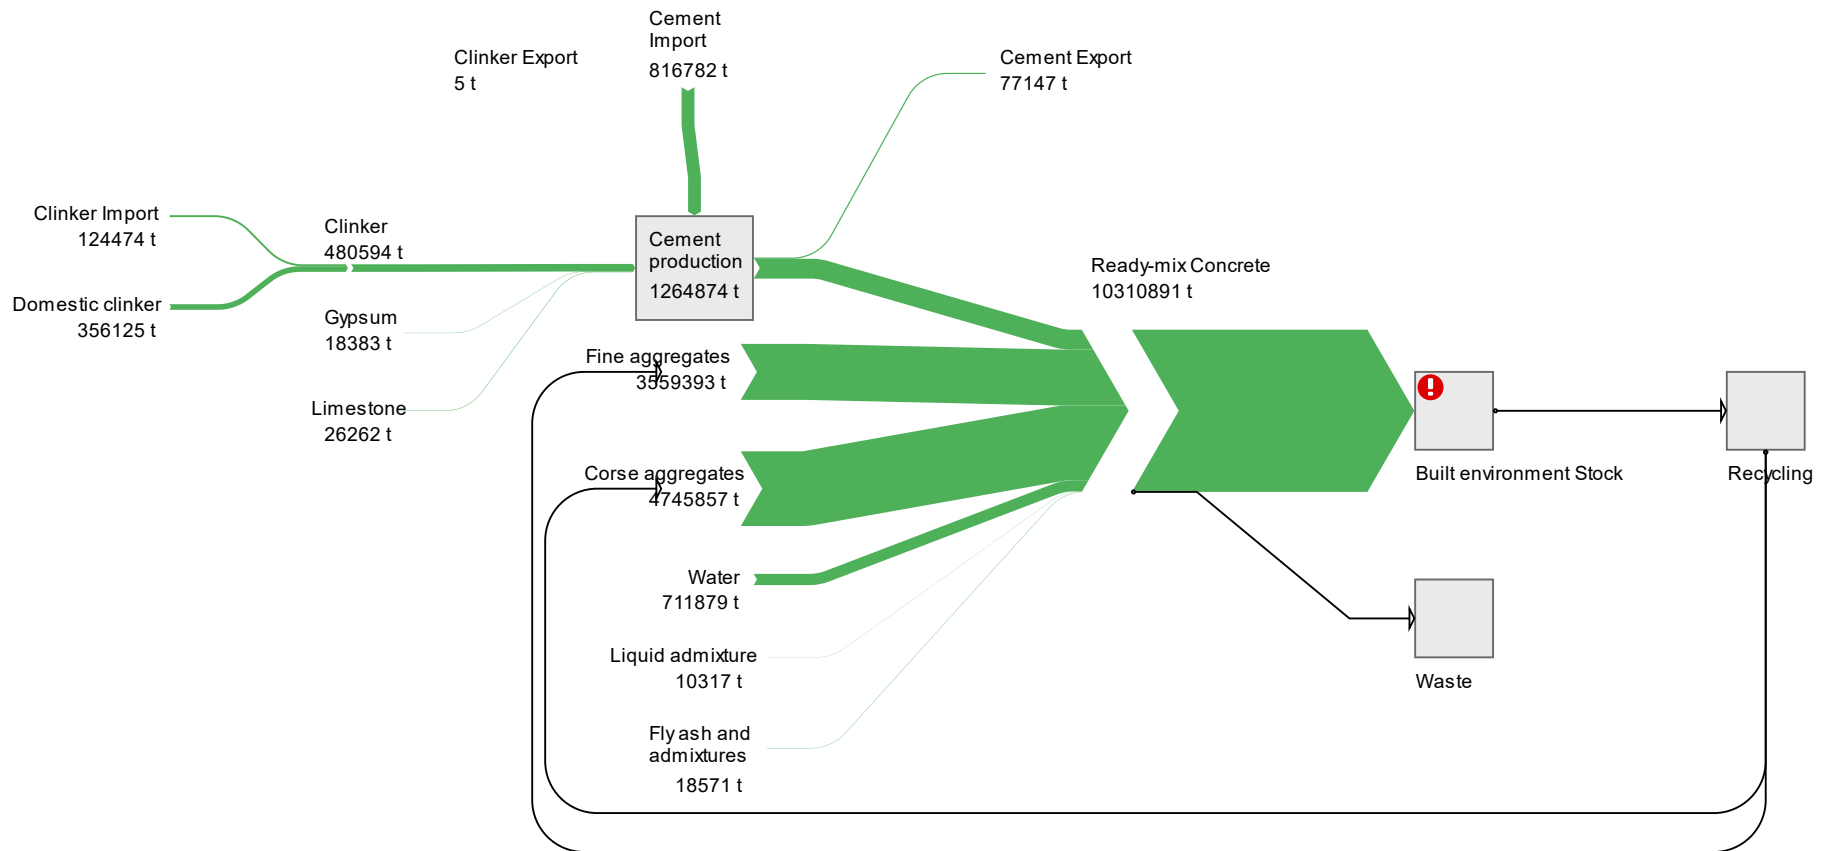 Cement
Import
816782 t
Clinker Export
5 t
Cement Export
77147 t
Clinker Import
124474 t
Clinker
480594 t
Cement
production
1264874 t
Ready-mix Concrete
10310891 t
Domestic clinker
356125 t
Gypsum
18383 t
Fine aggregates
3559393 t
Limestone
26262 t
Corse aggregates
4745857 t
Built environment Stock
Recycling
Water
711879 t
Liquid admixture
10317 t
Waste
Fly ash and
admixtures
18571 t